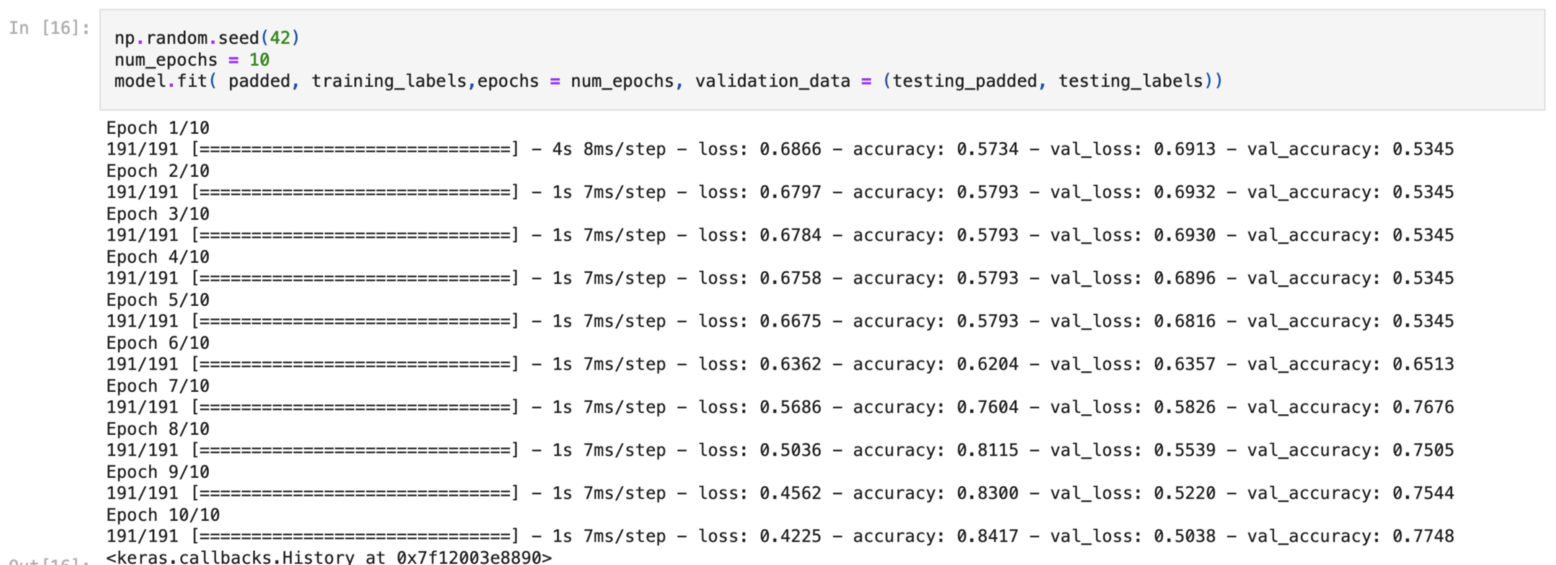 In [16]:
np.random.seed(42)
num_epochs = 10
model.fit( padded, training_labels,epochs = num_epochs, validation_data = (testing_padded, testing_labels))
Epoch 1/10
191/191 [==============================] - 4s 8ms/step - loss: 0.6866 - accuracy: 0.5734 - val_loss: 0.6913 - val_accuracy: 0.5345
Epoch 2/10
191/191 [==============================] - 1s 7ms/step - loss: 0.6797 - accuracy: 0.5793 - val_loss: 0.6932 - val_accuracy: 0.5345
Epoch 3/10
191/191 [==============================] - 1s 7ms/step - loss: 0.6784 - accuracy: 0.5793 - val_loss: 0.6930 - val_accuracy: 0.5345
Epoch 4/10
191/191 [==============================] - 1s 7ms/step - loss: 0.6758 - accuracy: 0.5793 - val_loss: 0.6896 - val_accuracy: 0.5345
Epoch 5/10
191/191 [==============================] - 1s 7ms/step - loss: 0.6675 - accuracy: 0.5793 - val_loss: 0.6816 - val_accuracy: 0.5345
Epoch 6/10
191/191 [==============================] - 1s 7ms/step - loss: 0.6362 - accuracy: 0.6204 - val_loss: 0.6357 - val_accuracy: 0.6513
Epoch 7/10
191/191 [==============================] - 1s 7ms/step - loss: 0.5686 - accuracy: 0.7604 - val_loss: 0.5826 - val_accuracy: 0.7676
Epoch 8/10
191/191 [==============================] - 1s 7ms/step - loss: 0.5036 - accuracy: 0.8115 - val_loss: 0.5539 - val_accuracy: 0.7505
Epoch 9/10
191/191 [==============================] - 1s 7ms/step - loss: 0.4562 - accuracy: 0.8300 - val_loss: 0.5220 - val_accuracy: 0.7544
Epoch 10/10
191/191 [==============================] - 1s 7ms/step - loss: 0.4225 - accuracy: 0.8417 - val_loss: 0.5038 - val_accuracy: 0.7748
Out[16]: <keras.callbacks.History at 0x7f12003e8890>